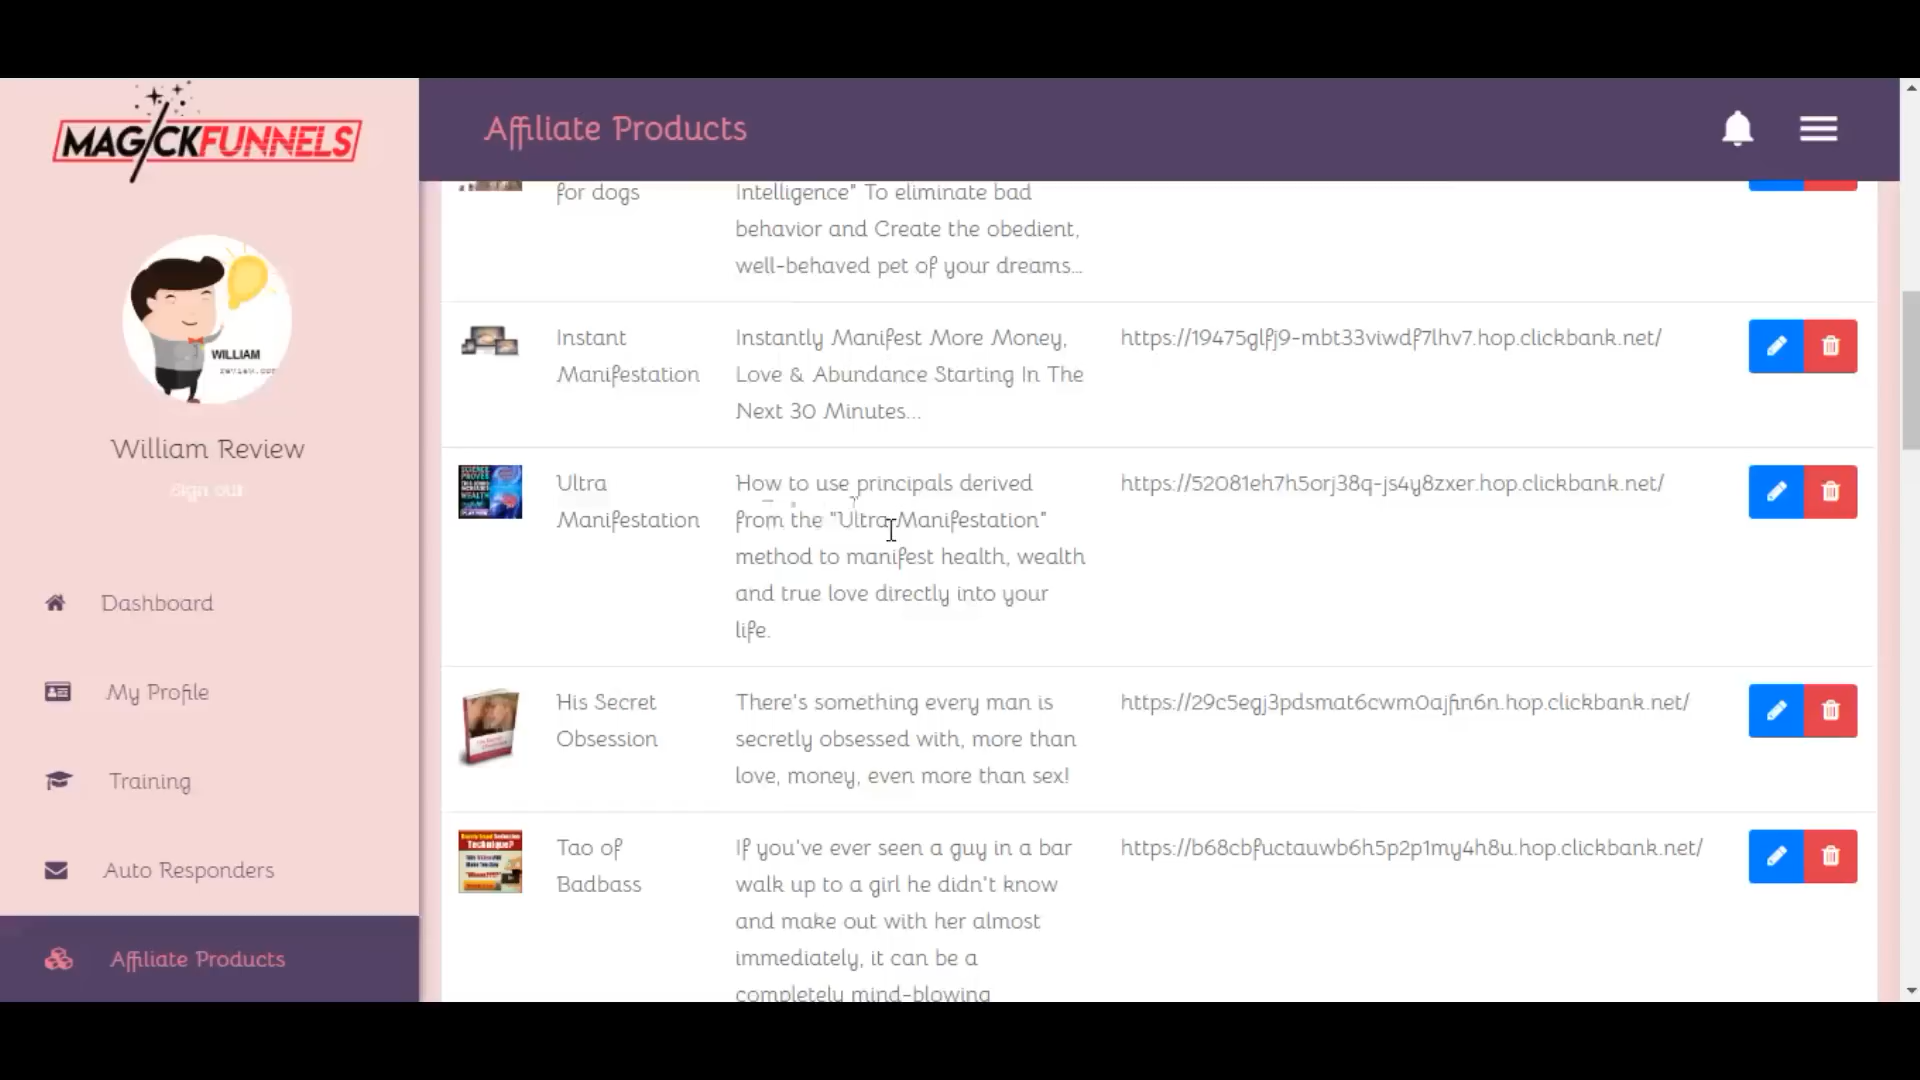 MAGICKFUNNELS
Affiliate Products
WILLIAM
review.com
William Review
Sign out
Dashboard
My Profile
Training
Auto Responders
Affiliate Products
for dogs
Intelligence" To eliminate bad
behavior and Create the obedient,
well-behaved pet of your dreams...
Instant
Manifestation
Instantly Manifest More Money,
Love & Abundance Starting In The
Next 30 Minutes...
https://19475glfj9-mbt33viwdf7lhv7.hop.clickbank.net/
Ultra
Manifestation
How to use principals derived
from the "Ultra Manifestation"
method to manifest health, wealth
and true love directly into your
life.
https://52081eh7h5orj38q-js4y8zxer.hop.clickbank.net/
His Secret
Obsession
There's something every man is
secretly obsessed with, more than
love, money, even more than sex!
https://29c5egj3pdsmat6cwm0ajfin6n.hop.clickbank.net/
Tao of
Badbass
If you've ever seen a guy in a bar
walk up to a girl he didn't know
and make out with her almost
immediately, it can be a
completely mind-blowing
https://b68cbfuctauwb6h5p2p1my4h8u.hop.clickbank.net/